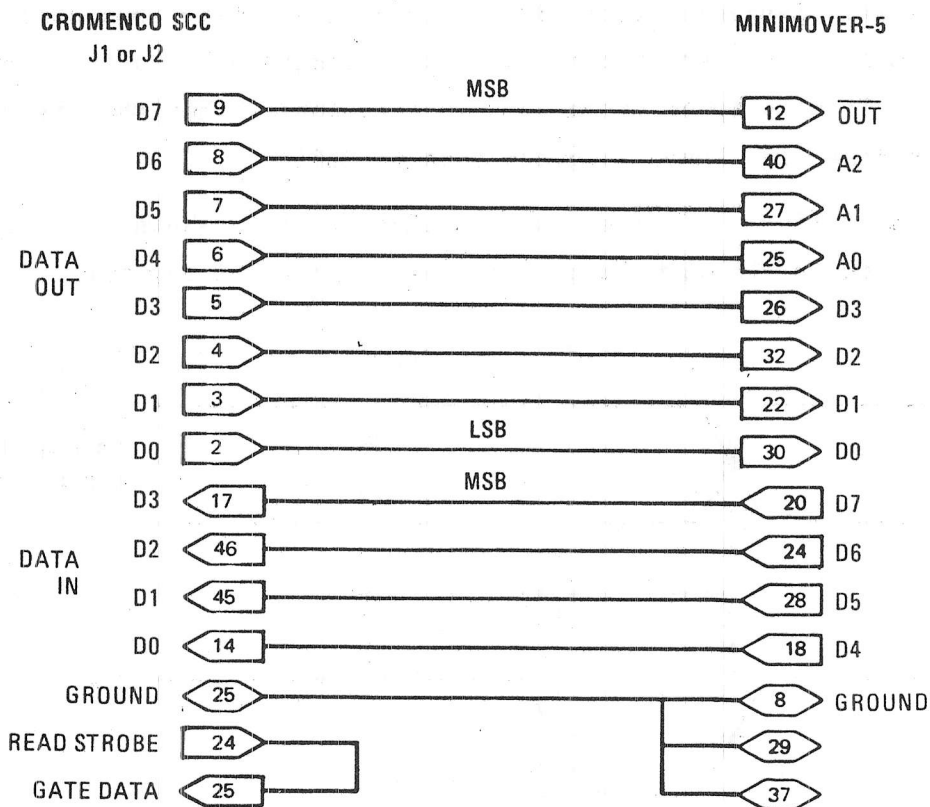 CROMENCO SCC
J1 or J2
MINIMOVER-5
MSB
D7 9 12 OUT
D6 8 40 A2
D5 7 27 A1
DATA OUT
D4 6 25 A0
D3 5 26 D3
D2 4 32 D2
D1 3 22 D1
LSB
D0 2 30 D0
MSB
D3 17 20 D7
DATA IN
D2 46 24 D6
D1 45 28 D5
D0 14 18 D4
GROUND 25 8 GROUND
READ STROBE 24 29
GATE DATA 25 37